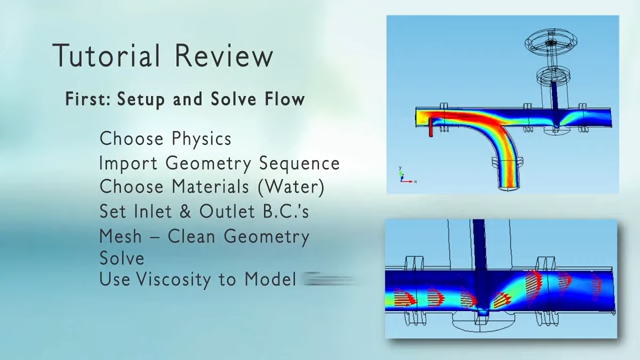 Tutorial Review
First: Setup and Solve Flow
Choose Physics
Import Geometry Sequence
Choose Materials (Water)
Set Inlet & Outlet B.C.'s
Mesh – Clean Geometry
Solve
Use Viscosity to Model